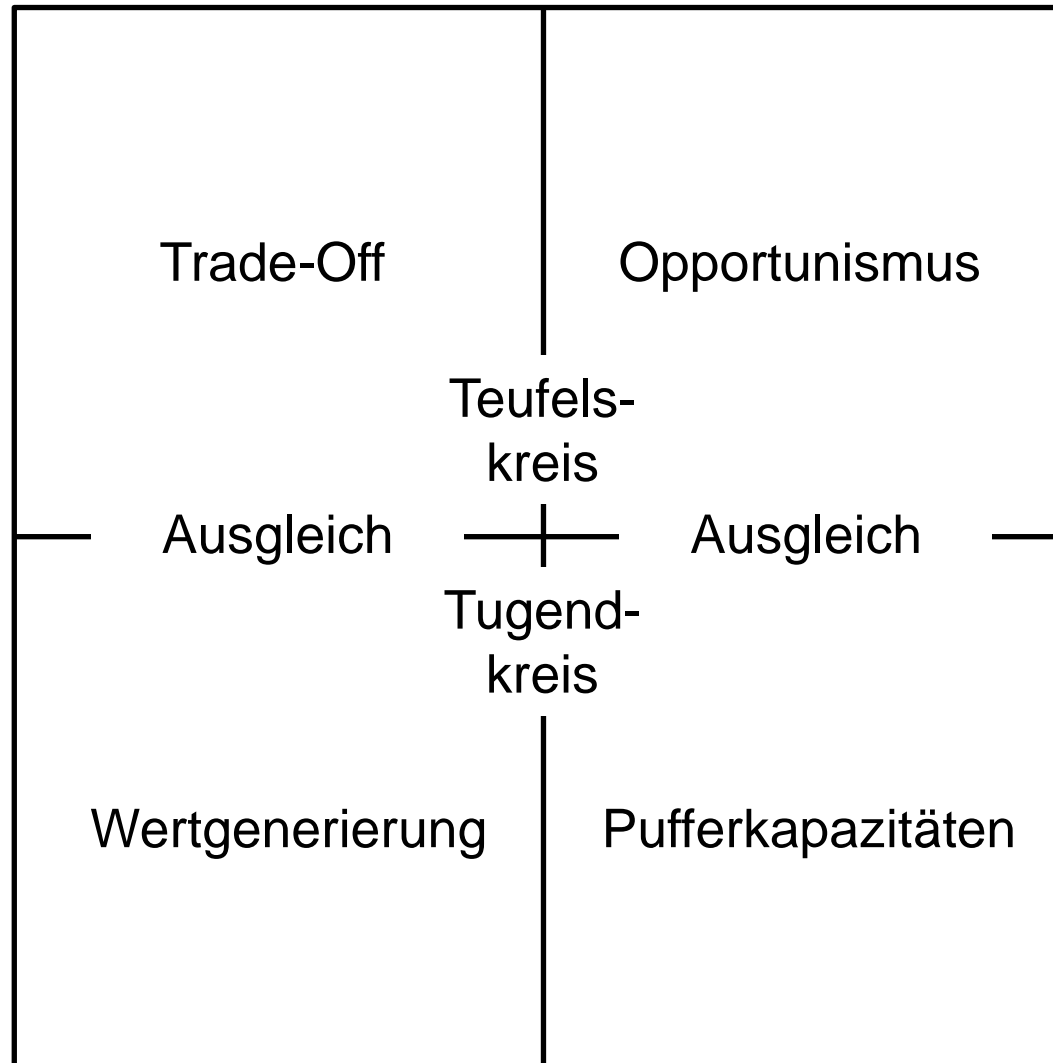 Trade-Off
Opportunismus
Teufels-
kreis
Ausgleich
Ausgleich
Tugend-
kreis
Wertgenerierung
Pufferkapazitäten